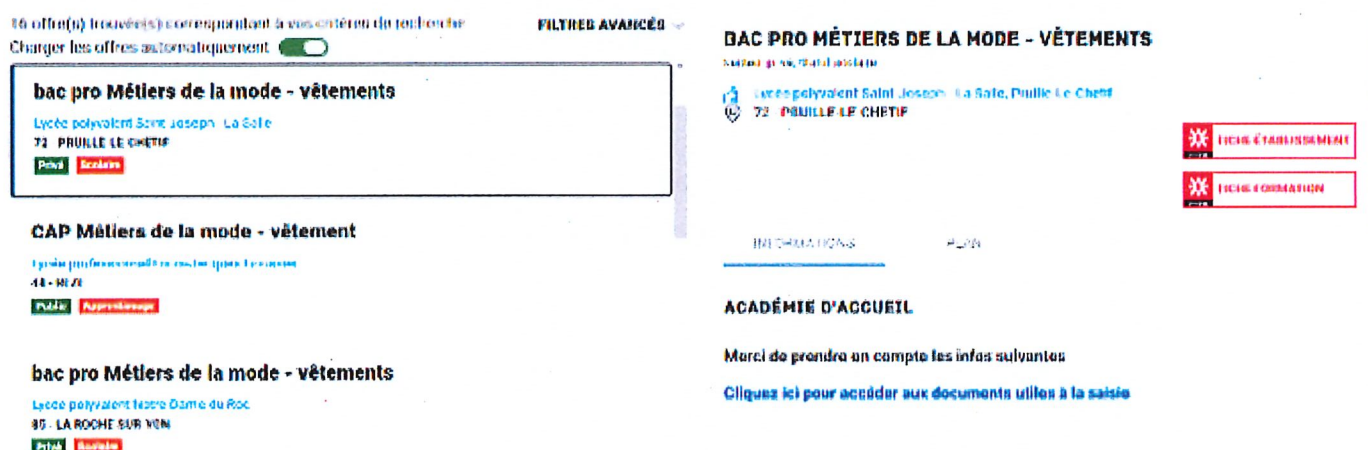 16 offre(s) trouvée(s) correspondant à vos critères de recherche
FILTRES AVANCÉS
Charger les offres automatiquement
bac pro Métiers de la mode - vêtements
Lycée polyvalent Saint Joseph - La Salle
72 - PRUILLE LE CHETIF
Privé Scolaire
CAP Métiers de la mode - vêtement
Lycée professionnel
44 - REZE
Public Apprentissage
bac pro Métiers de la mode - vêtements
Lycée polyvalent Notre Dame du Roc
85 - LA ROCHE SUR YON
Privé Scolaire
BAC PRO MÉTIERS DE LA MODE - VÊTEMENTS
Lycée polyvalent Saint Joseph - La Salle, Pruille Le Chetif
72 - PRUILLE LE CHETIF
FICHE ÉTABLISSEMENT
FICHE FORMATION
INFORMATIONS PLAN
ACADÉMIE D'ACCUEIL
Merci de prendre en compte les infos suivantes
Cliquez ici pour accéder aux documents utiles à la saisie